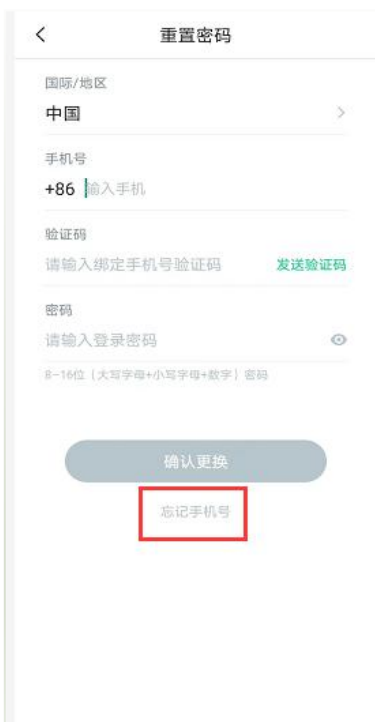 重置密码
国际/地区
中国
手机号
+86 输入手机
验证码
请输入绑定手机号验证码 发送验证码
密码
请输入登录密码
8-16位（大写字母+小写字母+数字）密码
确认更换
忘记手机号